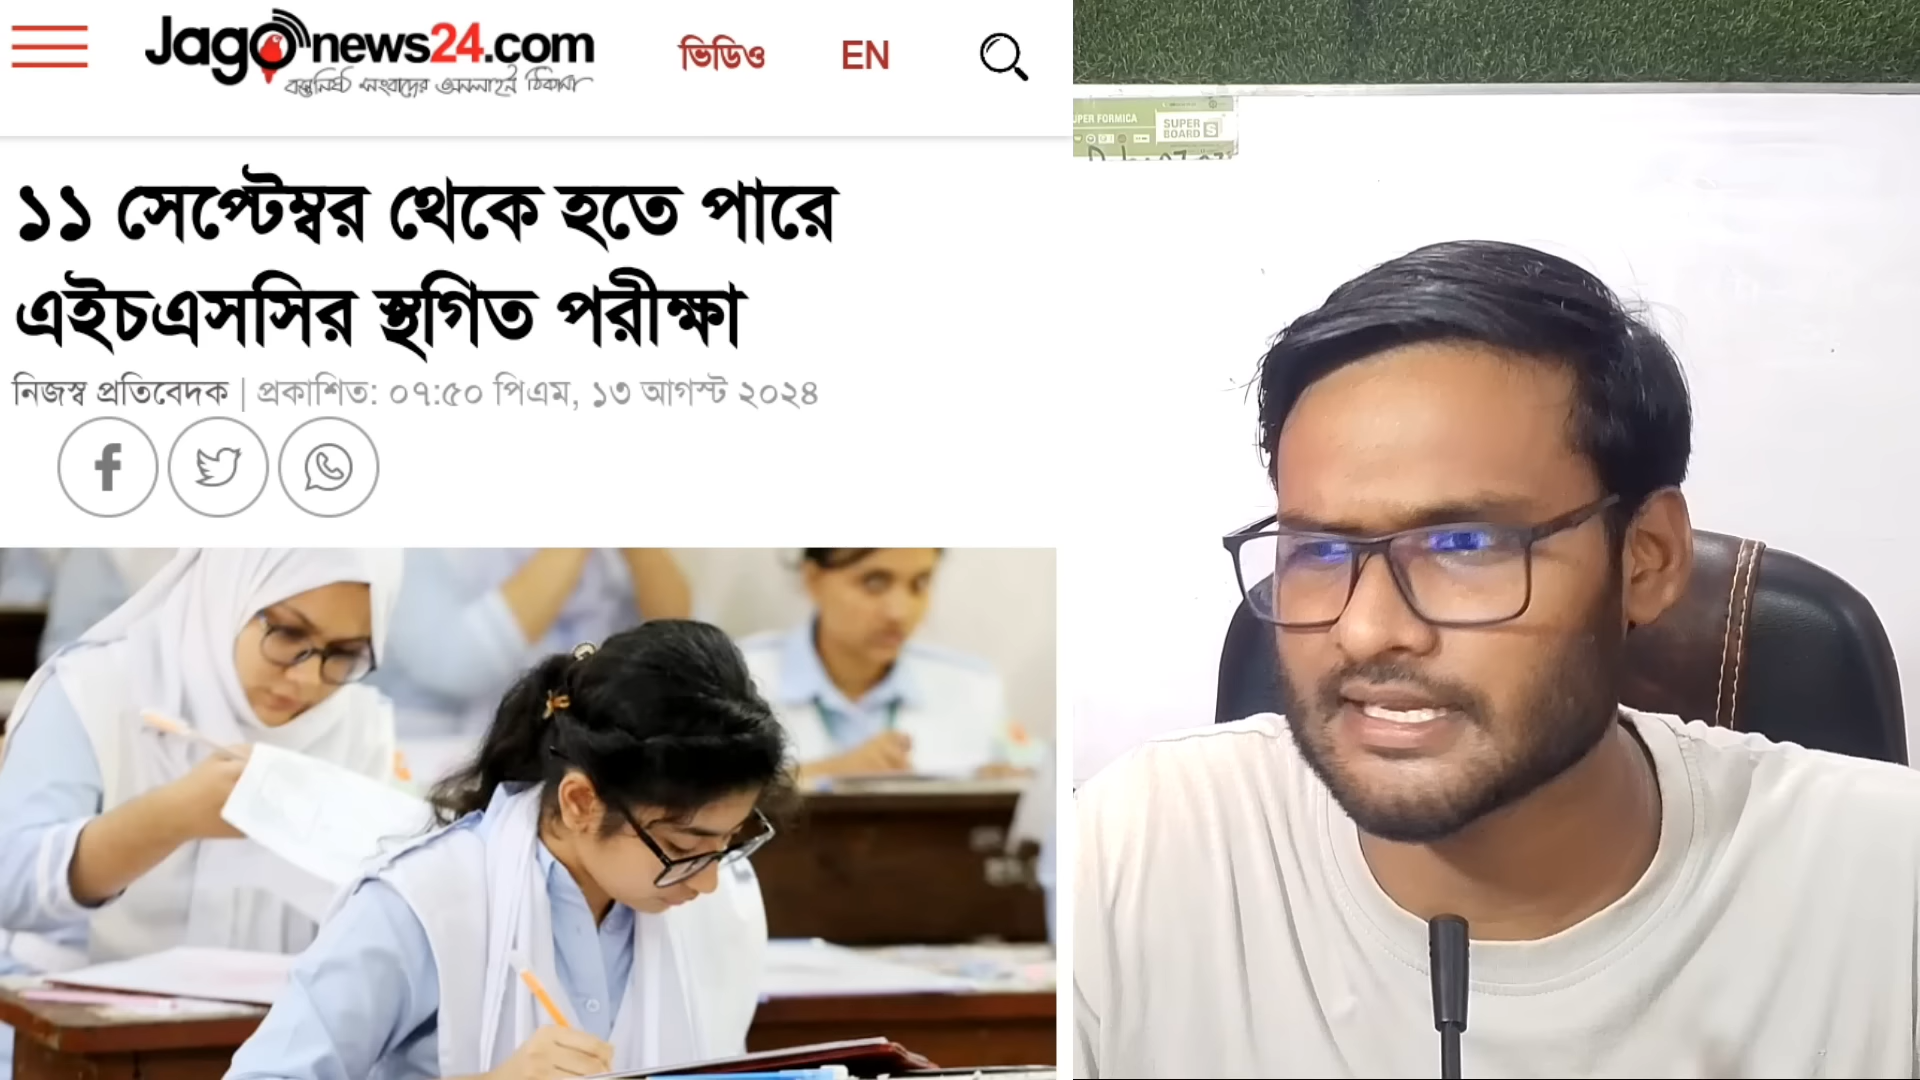 Jagonews24.com
বস্তুনিষ্ঠ সংবাদের অনলাইন ঠিকানা
ভিডিও
EN
১১ সেপ্টেম্বর থেকে হতে পারে
এইচএসসির স্থগিত পরীক্ষা
নিজস্ব প্রতিবেদক | প্রকাশিত: ০৭:৫০ পিএম, ১৩ আগস্ট ২০২৪
UPER FORMICA
SUPER
BOARD S